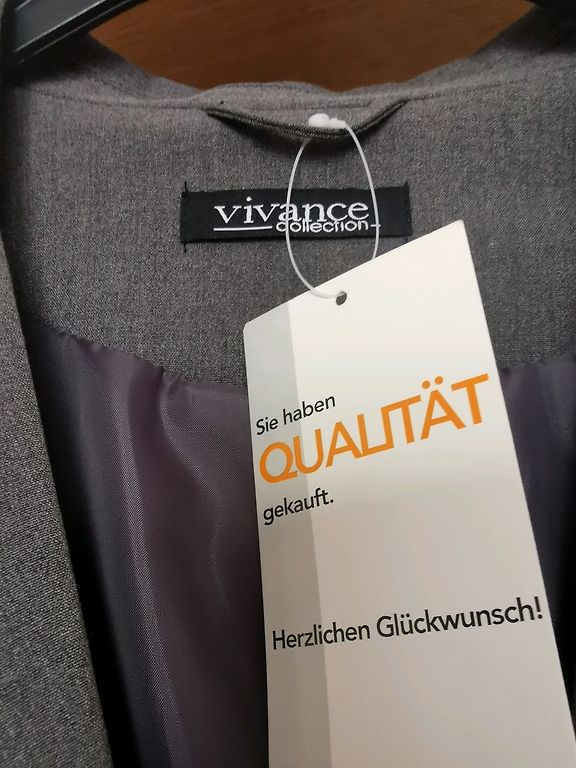 vivance
collection
Sie haben
QUALITÄT
gekauft.
Herzlichen Glückwunsch!